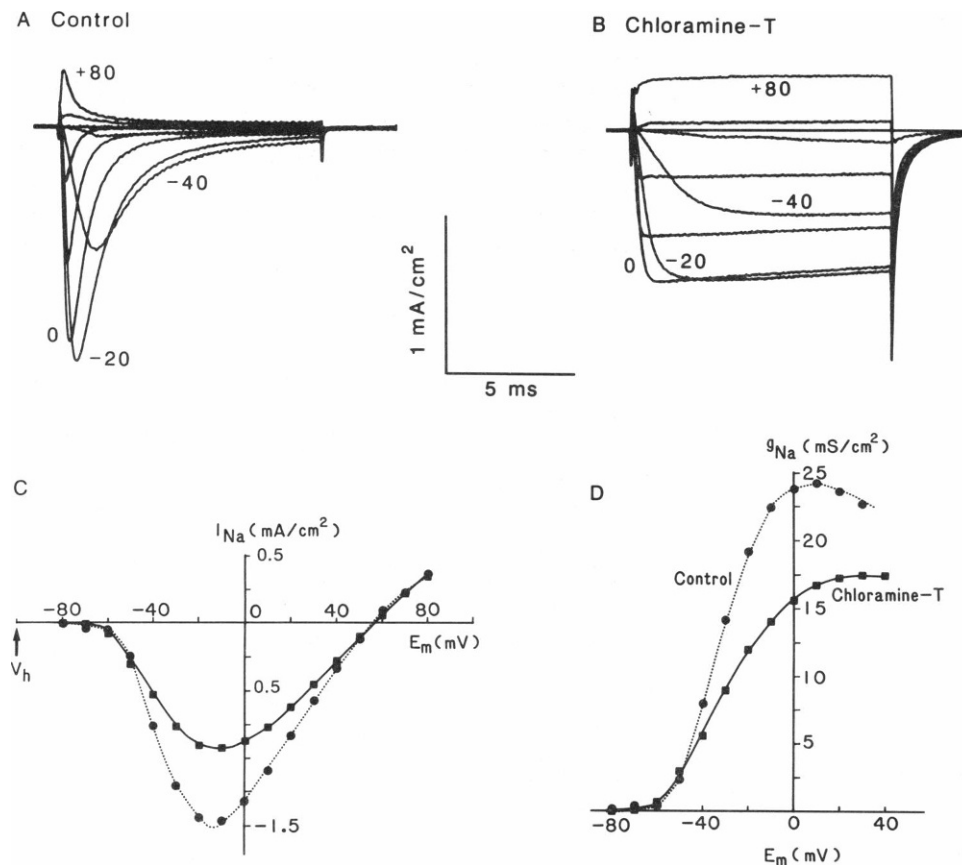 A Control
+80
-40
0
-20
1 mA/cm²
5 ms
B Chloramine-T
+80
-40
0
-20
C
I_Na (mA/cm²)
0.5
-80
-40
0
40
80
E_m (mV)
V_h
0.5
-1.5
D
g_Na (mS/cm²)
25
20
15
10
5
Control
Chloramine-T
-80
-40
0
40
E_m (mV)